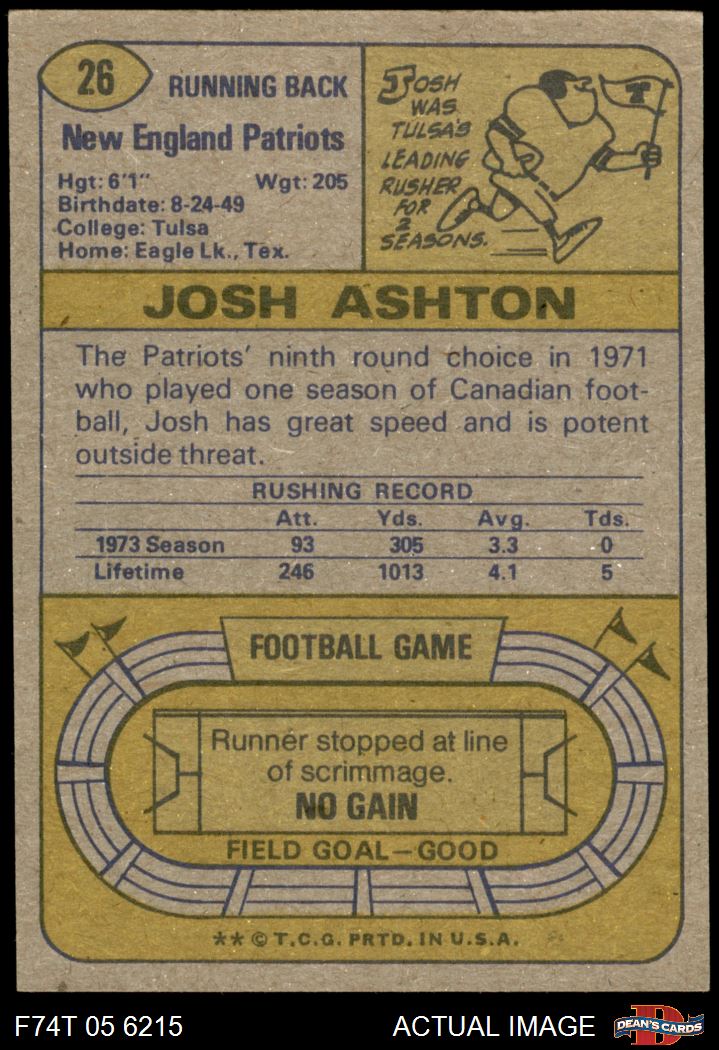 26
RUNNING BACK
New England Patriots
Hgt: 6'1" Wgt: 205
Birthdate: 8-24-49
College: Tulsa
Home: Eagle Lk., Tex.
JOSH
WAS
TULSA'S
LEADING
RUSHER
FOR
2
SEASONS.
T
JOSH ASHTON
The Patriots' ninth round choice in 1971
who played one season of Canadian foot-
ball, Josh has great speed and is potent
outside threat.
RUSHING RECORD
Att. Yds. Avg. Tds.
1973 Season 93 305 3.3 0
Lifetime 246 1013 4.1 5
FOOTBALL GAME
Runner stopped at line
of scrimmage.
NO GAIN
FIELD GOAL—GOOD
** © T.C.G. PRTD. IN U.S.A.
F74T 05 6215 ACTUAL IMAGE D DEAN'S CARDS